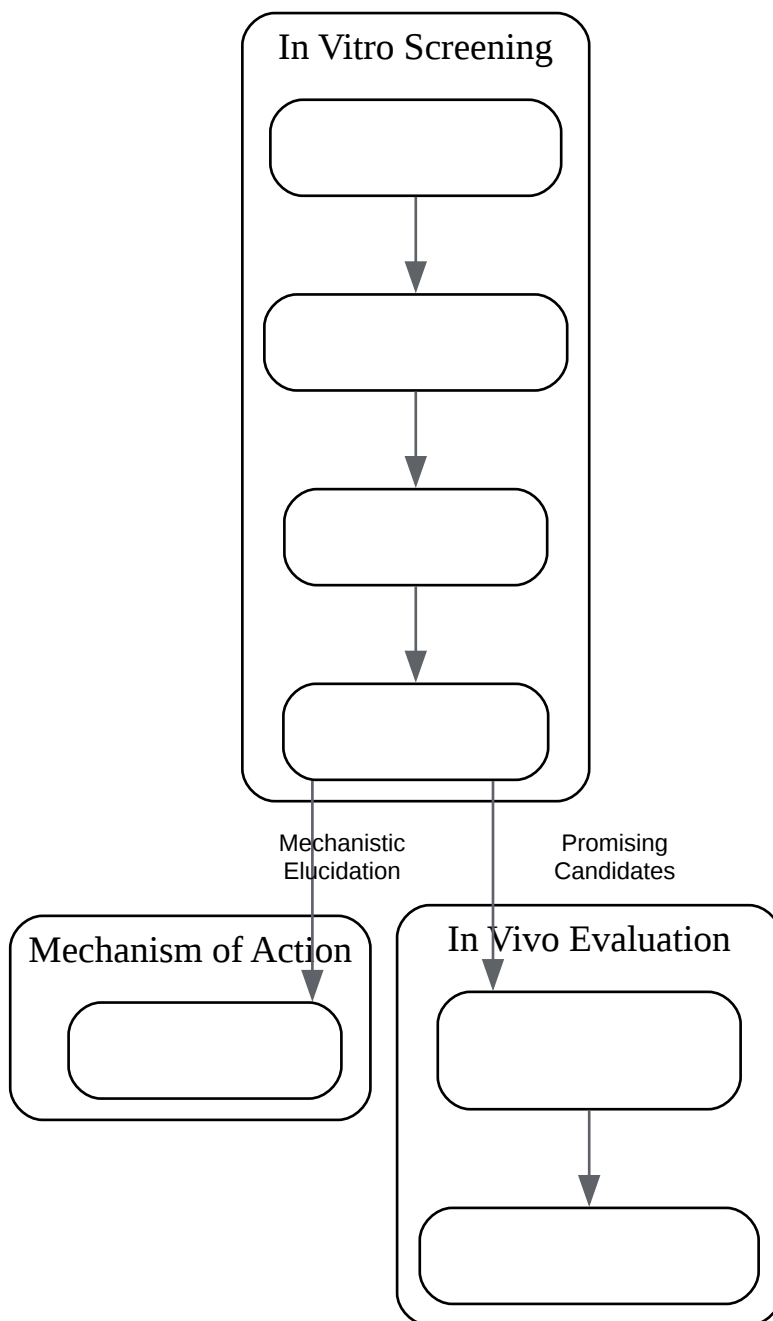 In Vitro Screening
Mechanistic
Elucidation
Promising
Candidates
Mechanism of Action
In Vivo Evaluation